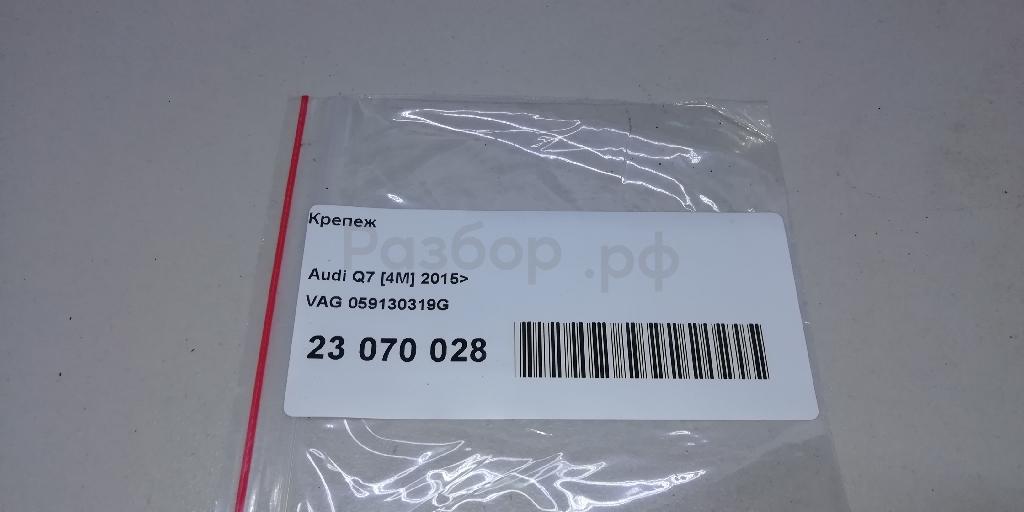 Крепеж
Разбор.рф
Audi Q7 [4M] 2015>
VAG 059130319G
23 070 028